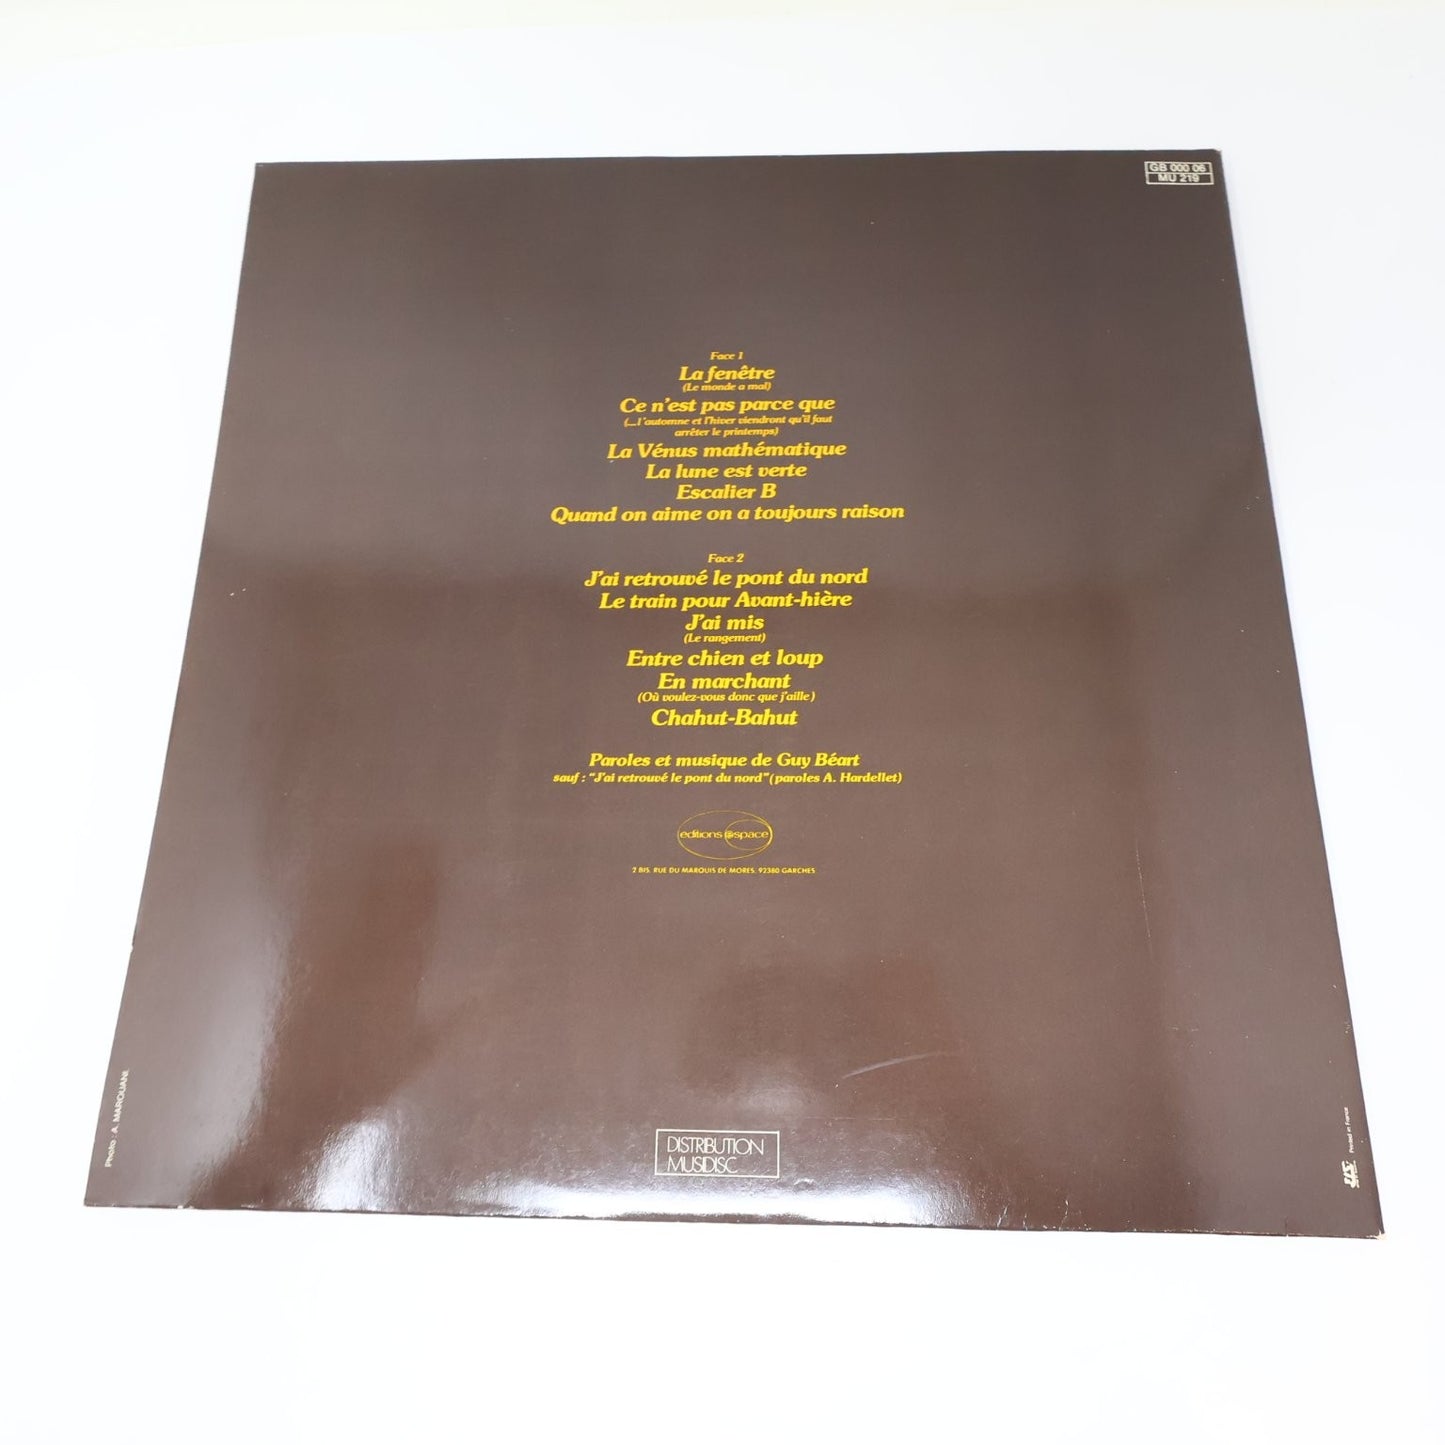 GB 000 06
MU 219
Face 1
La fenêtre
(Le monde a mal)
Ce n'est pas parce que
(...l'automne et l'hiver viendront qu'il faut
arrêter le printemps)
La Vénus mathématique
La lune est verte
Escalier B
Quand on aime on a toujours raison
Face 2
J'ai retrouvé le pont du nord
Le train pour Avant-hière
J'ai mis
(Le rangement)
Entre chien et loup
En marchant
(Où voulez-vous donc que j'aille)
Chahut-Bahut
Paroles et musique de Guy Béart
sauf : "J'ai retrouvé le pont du nord" (paroles A. Hardellet)
editions espace
2 BIS, RUE DU MARQUIS DE MORES, 92380 GARCHES
Photo : A. MAROUANI
DISTRIBUTION
MUSIDISC
Printed in France